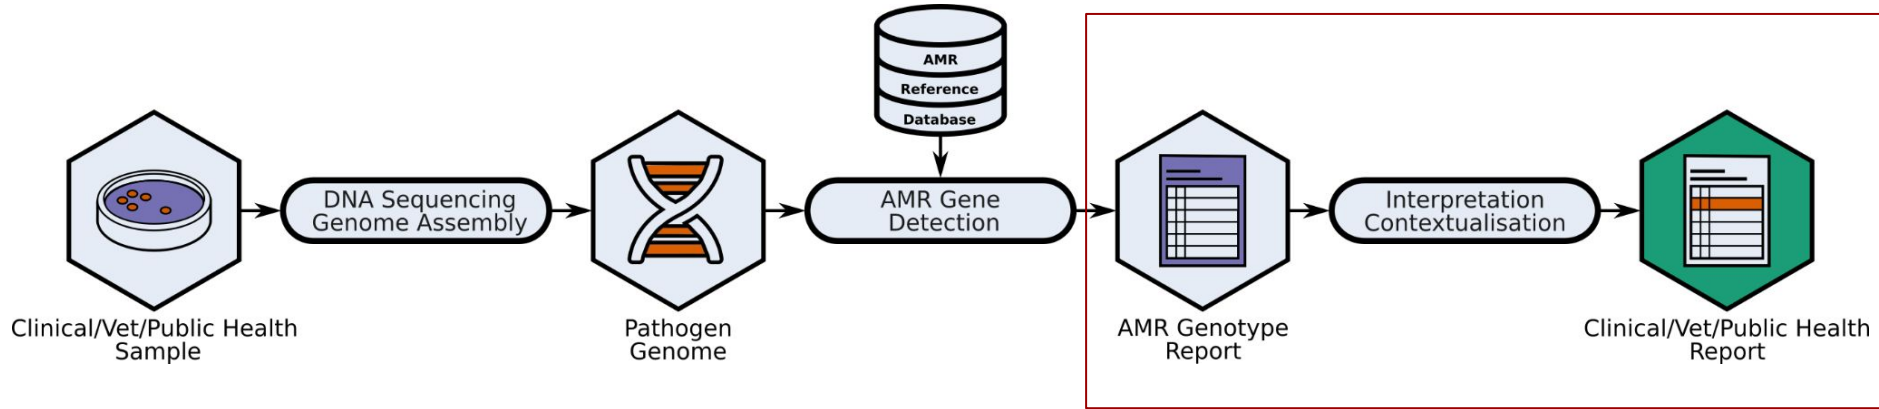 AMR
Reference
Database
DNA Sequencing
Genome Assembly
AMR Gene
Detection
Interpretation
Contextualisation
Clinical/Vet/Public Health
Sample
Pathogen
Genome
AMR Genotype
Report
Clinical/Vet/Public Health
Report